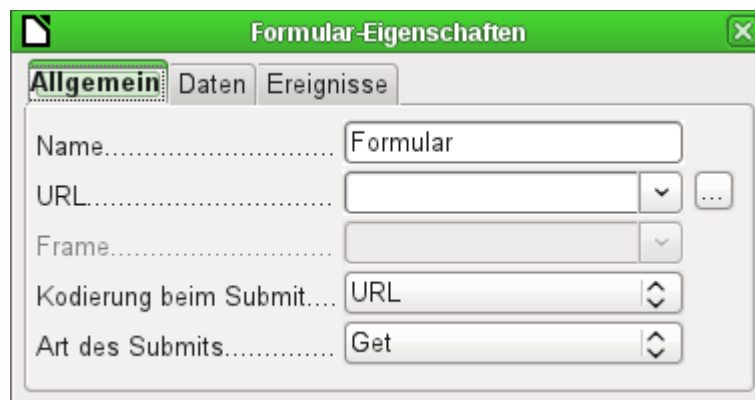 Formular-Eigenschaften
Allgemein Daten Ereignisse
Name............................ Formular
URL.............................. ...
Frame...........................
Kodierung beim Submit.... URL
Art des Submits.............. Get